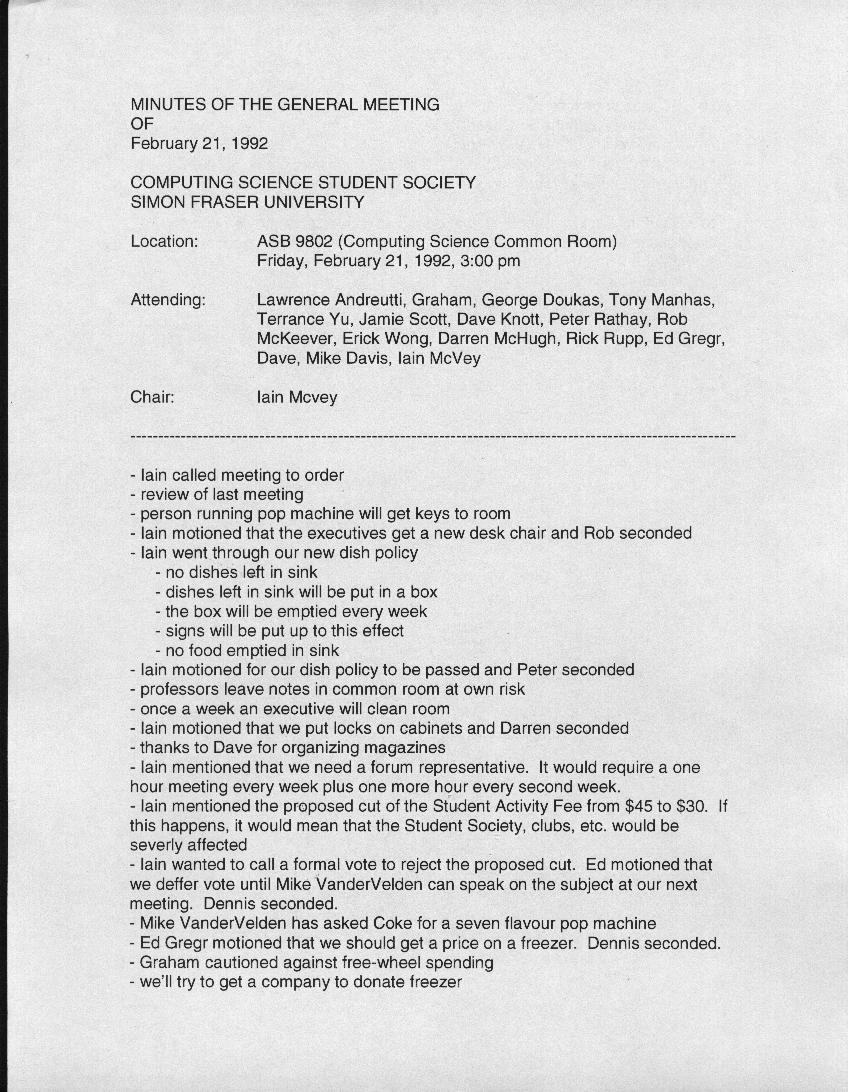 MINUTES OF THE GENERAL MEETING
OF
February 21, 1992
COMPUTING SCIENCE STUDENT SOCIETY
SIMON FRASER UNIVERSITY
Location: ASB 9802 (Computing Science Common Room)
Friday, February 21, 1992, 3:00 pm
Attending: Lawrence Andreutti, Graham, George Doukas, Tony Manhas,
Terrance Yu, Jamie Scott, Dave Knott, Peter Rathay, Rob
McKeever, Erick Wong, Darren McHugh, Rick Rupp, Ed Gregr,
Dave, Mike Davis, Iain McVey
Chair: Iain Mcvey
- Iain called meeting to order
- review of last meeting
- person running pop machine will get keys to room
- Iain motioned that the executives get a new desk chair and Rob seconded
- Iain went through our new dish policy
- no dishes left in sink
- dishes left in sink will be put in a box
- the box will be emptied every week
- signs will be put up to this effect
- no food emptied in sink
- Iain motioned for our dish policy to be passed and Peter seconded
- professors leave notes in common room at own risk
- once a week an executive will clean room
- Iain motioned that we put locks on cabinets and Darren seconded
- thanks to Dave for organizing magazines
- Iain mentioned that we need a forum representative.  It would require a one
hour meeting every week plus one more hour every second week.
- Iain mentioned the proposed cut of the Student Activity Fee from $45 to $30.  If
this happens, it would mean that the Student Society, clubs, etc. would be
severly affected
- Iain wanted to call a formal vote to reject the proposed cut.  Ed motioned that
we deffer vote until Mike VanderVelden can speak on the subject at our next
meeting.  Dennis seconded.
- Mike VanderVelden has asked Coke for a seven flavour pop machine
- Ed Gregr motioned that we should get a price on a freezer.  Dennis seconded.
- Graham cautioned against free-wheel spending
- we'll try to get a company to donate freezer